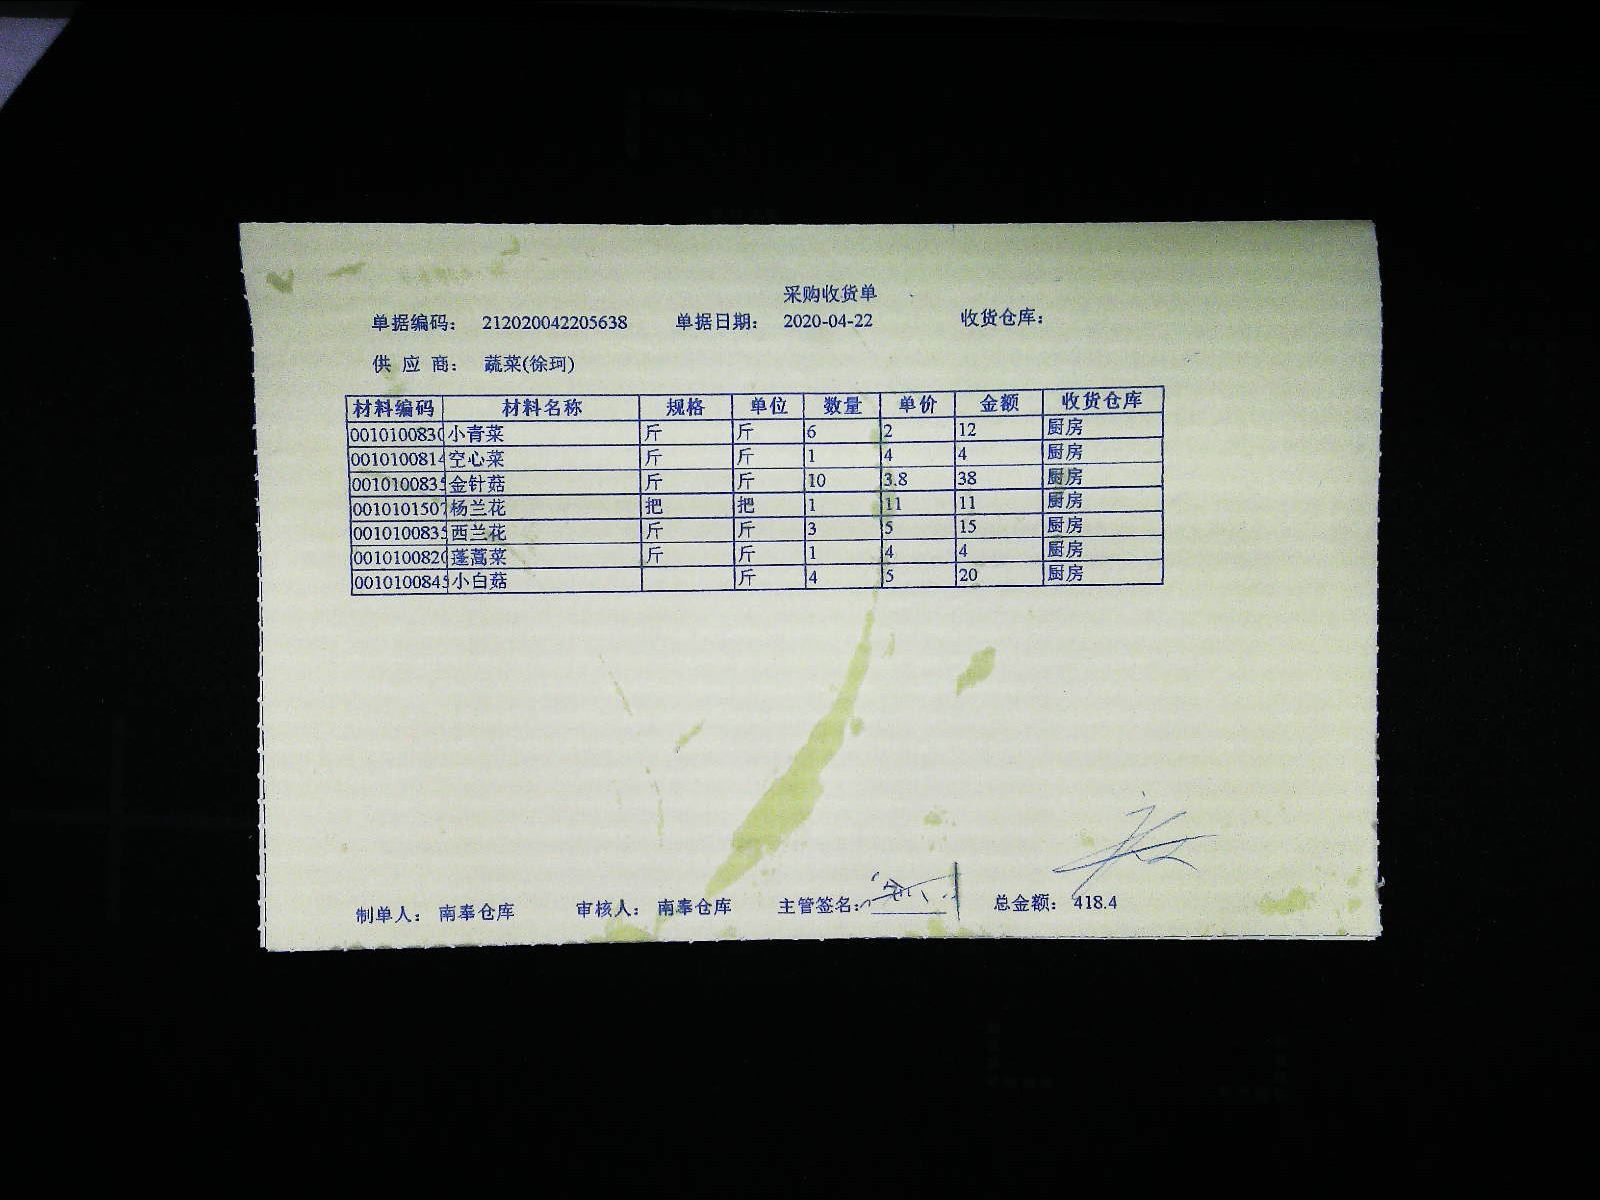 采购收货单
单据编码： 212020042205638 单据日期： 2020-04-22 收货仓库：
供 应 商： 蔬菜(徐珂)
材料编码 材料名称 规格 单位 数量 单价 金额 收货仓库
0010100830 小青菜 斤 斤 6 2 12 厨房
0010100814 空心菜 斤 斤 1 4 4 厨房
001010083 金针菇 斤 斤 10 3.8 38 厨房
001010150 杨兰花 把 把 1 11 11 厨房
001010083 西兰花 斤 斤 3 5 15 厨房
001010082 蓬蒿菜 斤 斤 1 4 4 厨房
001010084 小白菇 斤 4 5 20 厨房
制单人： 南奉仓库 审核人： 南奉仓库 主管签名： 总金额： 418.4